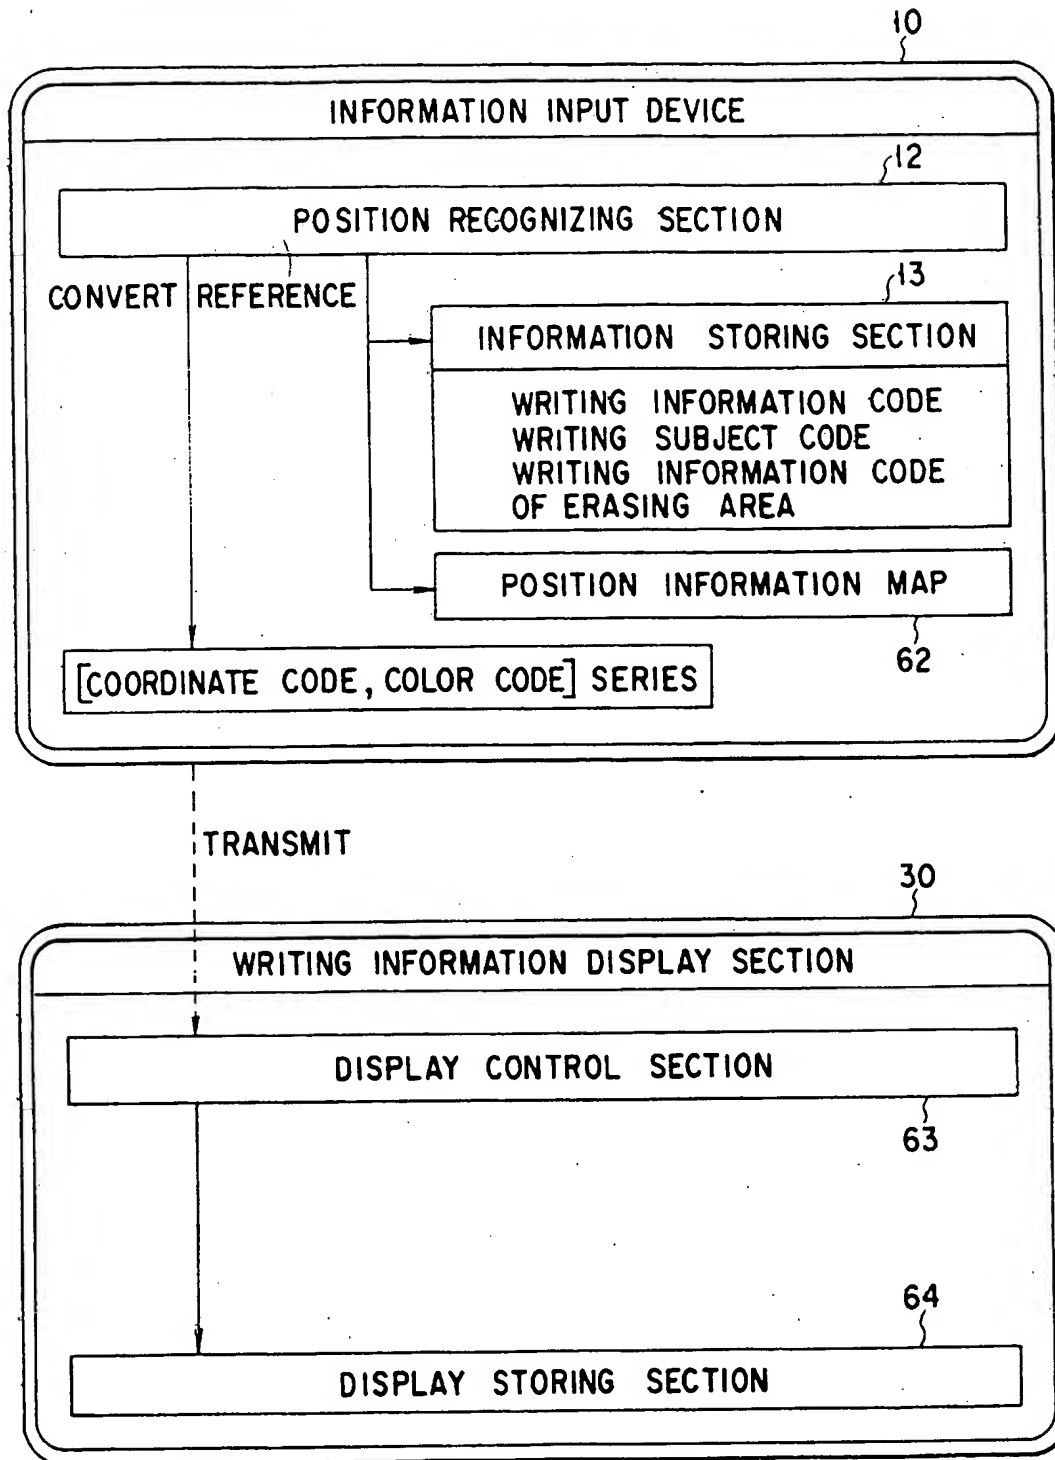 10
INFORMATION INPUT DEVICE
12
POSITION RECOGNIZING SECTION
CONVERT REFERENCE
13
INFORMATION STORING SECTION
WRITING INFORMATION CODE
WRITING SUBJECT CODE
WRITING INFORMATION CODE
OF ERASING AREA
POSITION INFORMATION MAP
62
[COORDINATE CODE, COLOR CODE] SERIES
TRANSMIT
30
WRITING INFORMATION DISPLAY SECTION
DISPLAY CONTROL SECTION
63
64
DISPLAY STORING SECTION